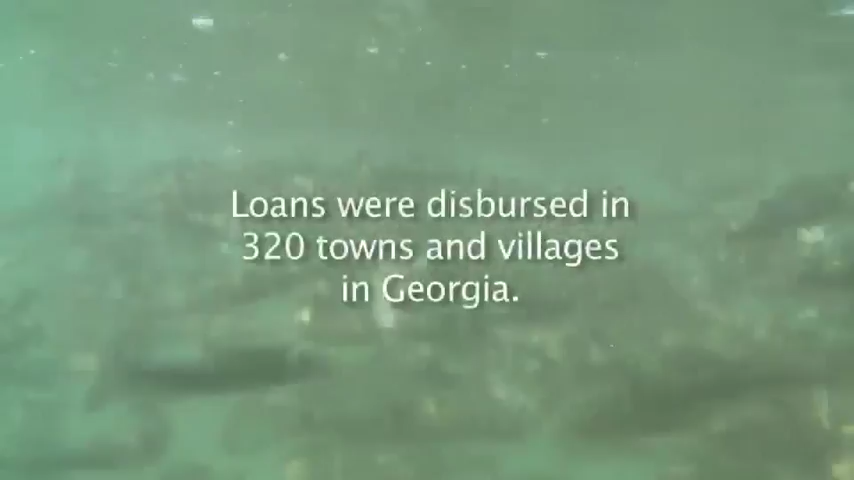 Loans were disbursed in
320 towns and villages
in Georgia.